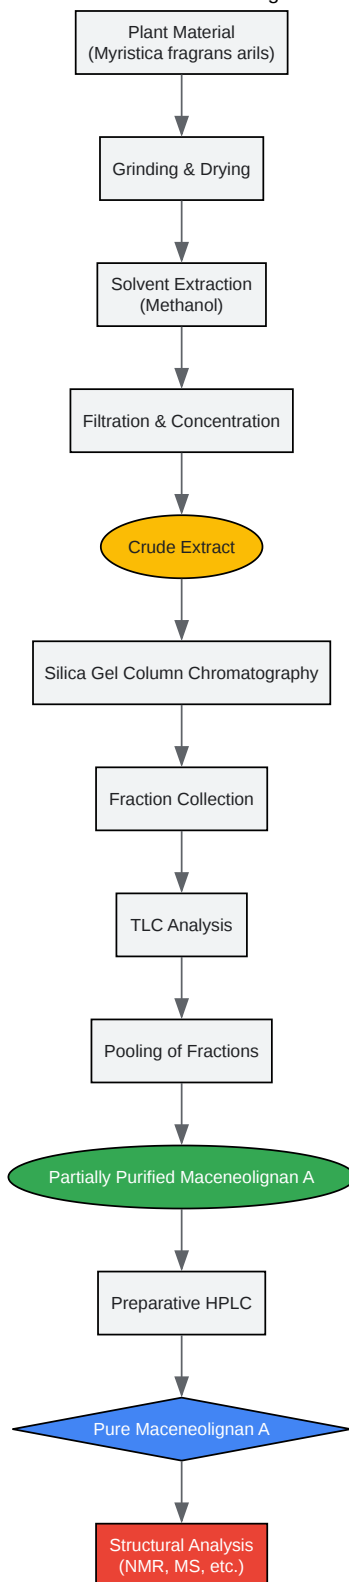 Plant Material
(Myristica fragrans arils)
Grinding & Drying
Solvent Extraction
(Methanol)
Filtration & Concentration
Crude Extract
Silica Gel Column Chromatography
Fraction Collection
TLC Analysis
Pooling of Fractions
Partially Purified Maceneolignan A
Preparative HPLC
Pure Maceneolignan A
Structural Analysis
(NMR, MS, etc.)